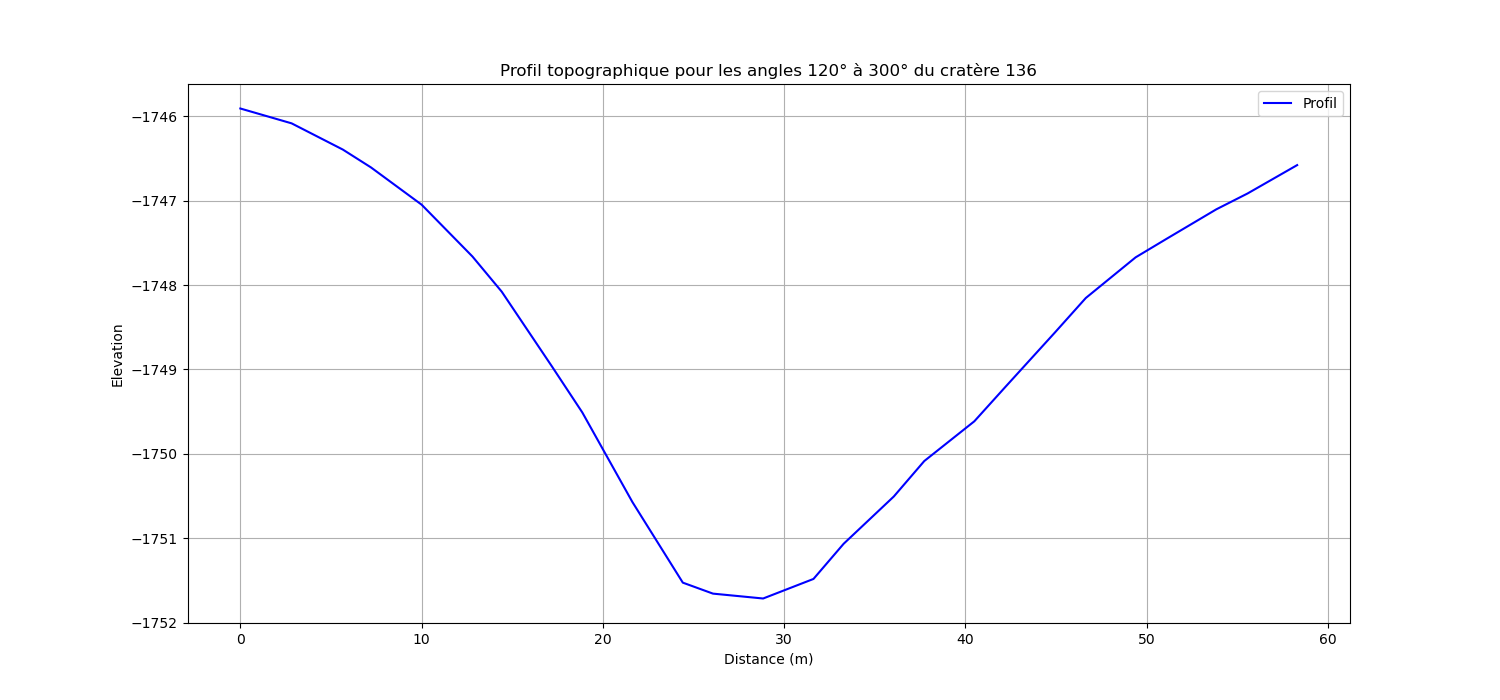 Profil topographique pour les angles 120° à 300° du cratère 136
Profil
−1746
−1747
−1748
−1749
−1750
−1751
−1752
Elevation
0 10 20 30 40 50 60
Distance (m)